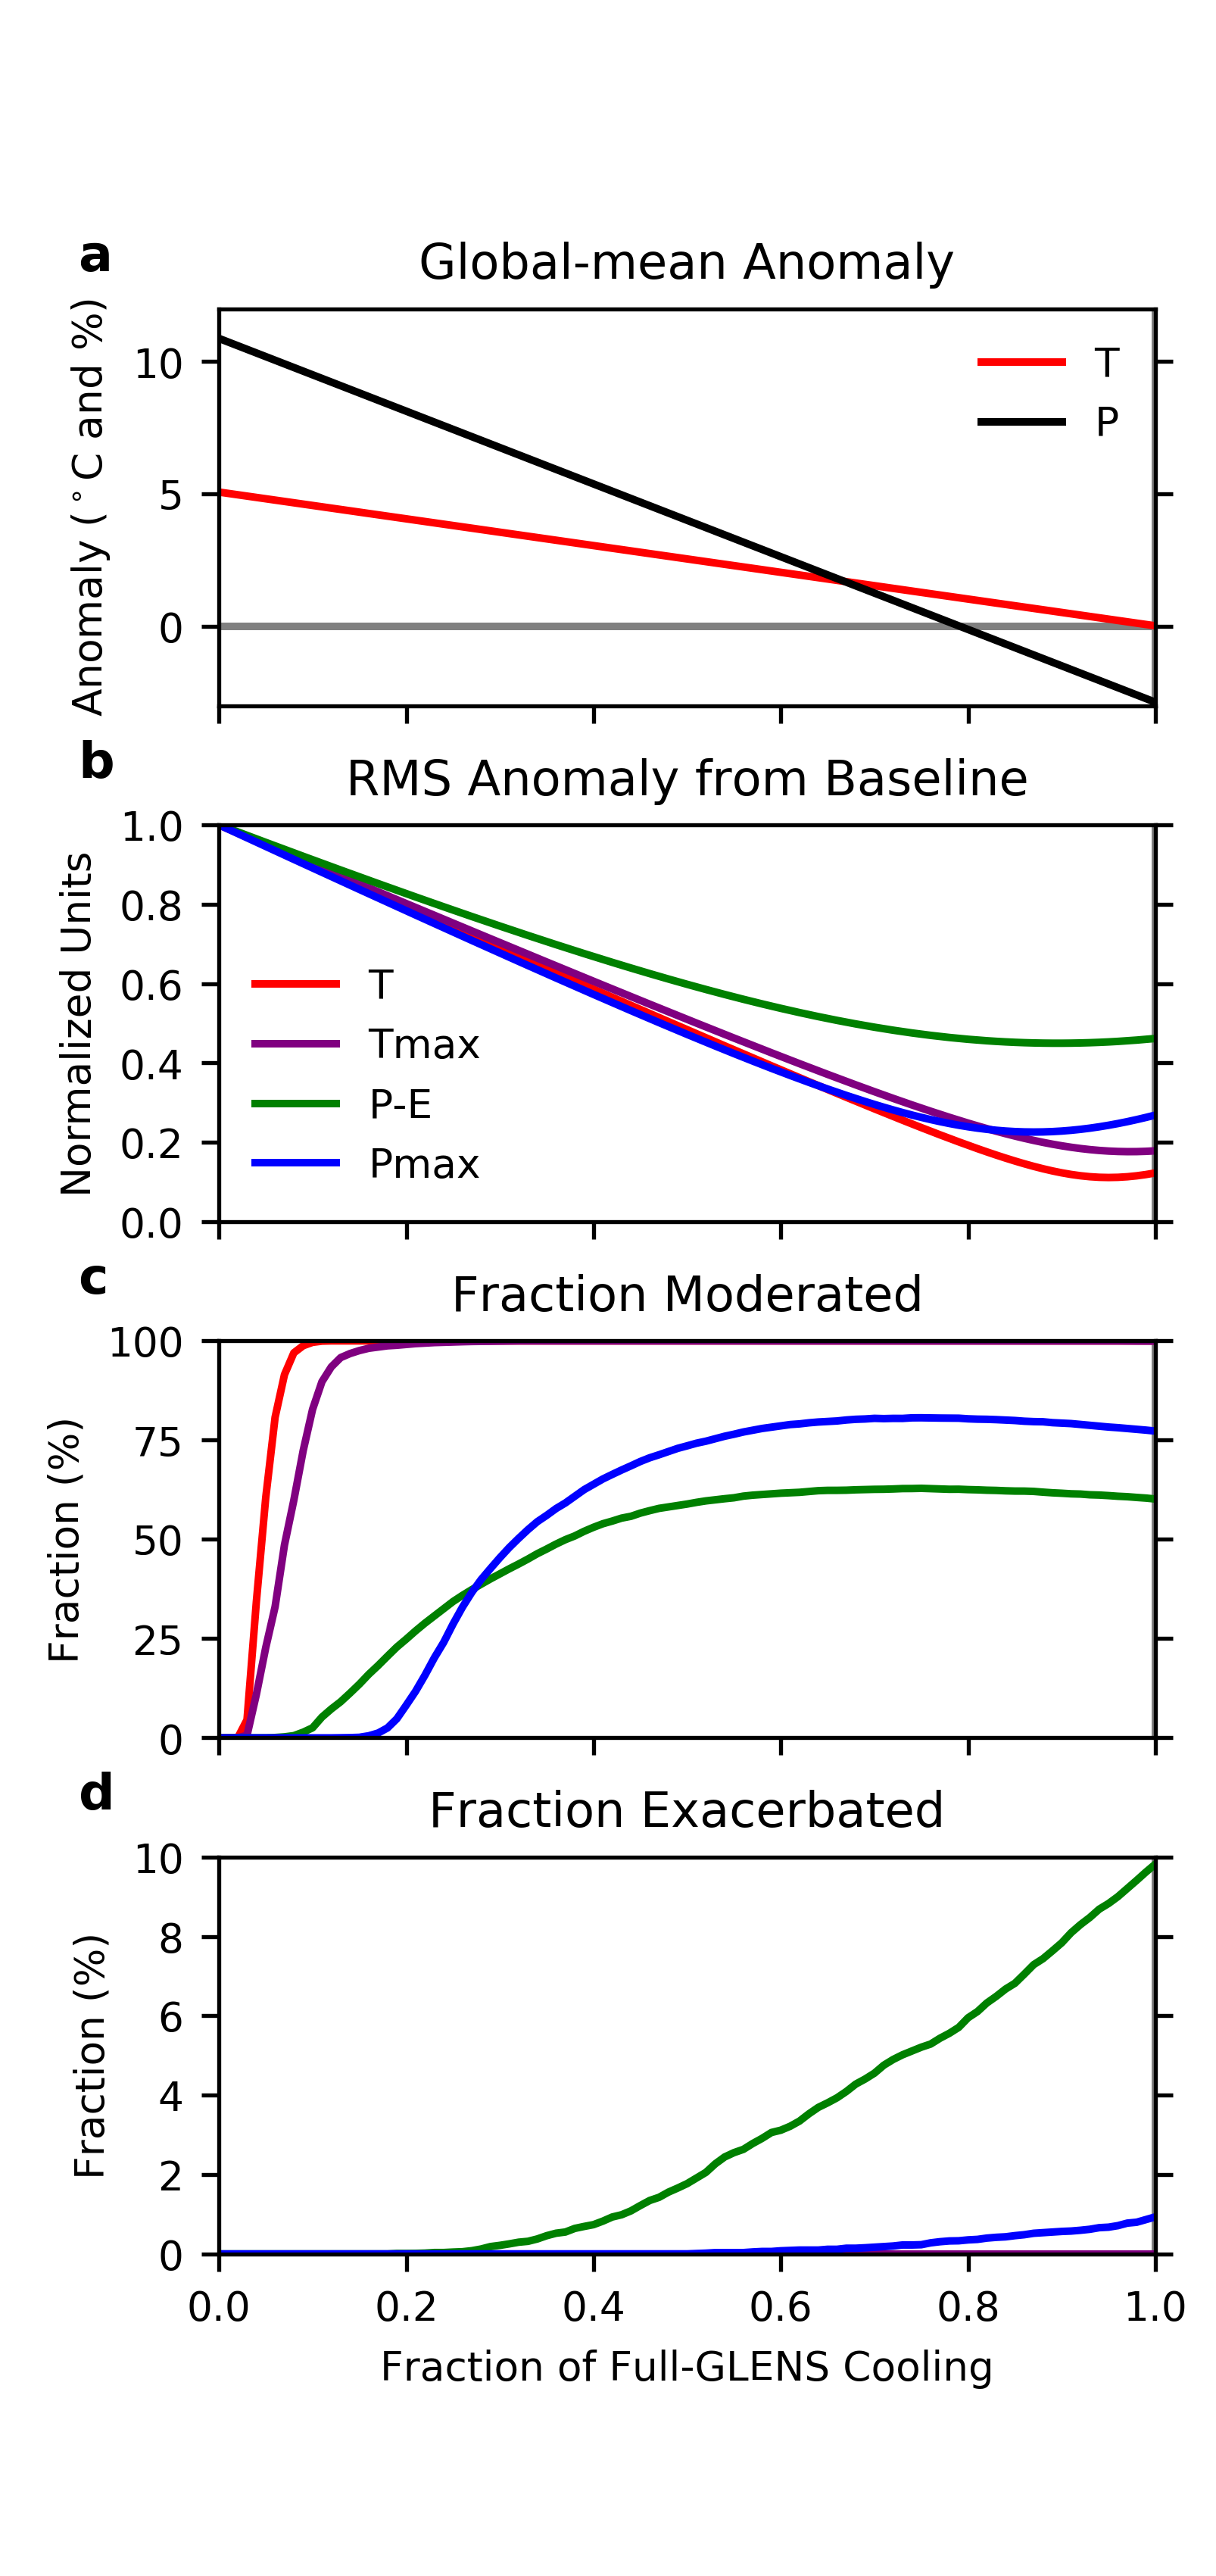 a
Global-mean Anomaly
Anomaly (°C and %)
10
5
0
T
P
b
RMS Anomaly from Baseline
Normalized Units
1.0
0.8
0.6
0.4
0.2
0.0
T
Tmax
P-E
Pmax
c
Fraction Moderated
Fraction (%)
100
75
50
25
0
d
Fraction Exacerbated
Fraction (%)
10
8
6
4
2
0
0.0 0.2 0.4 0.6 0.8 1.0
Fraction of Full-GLENS Cooling